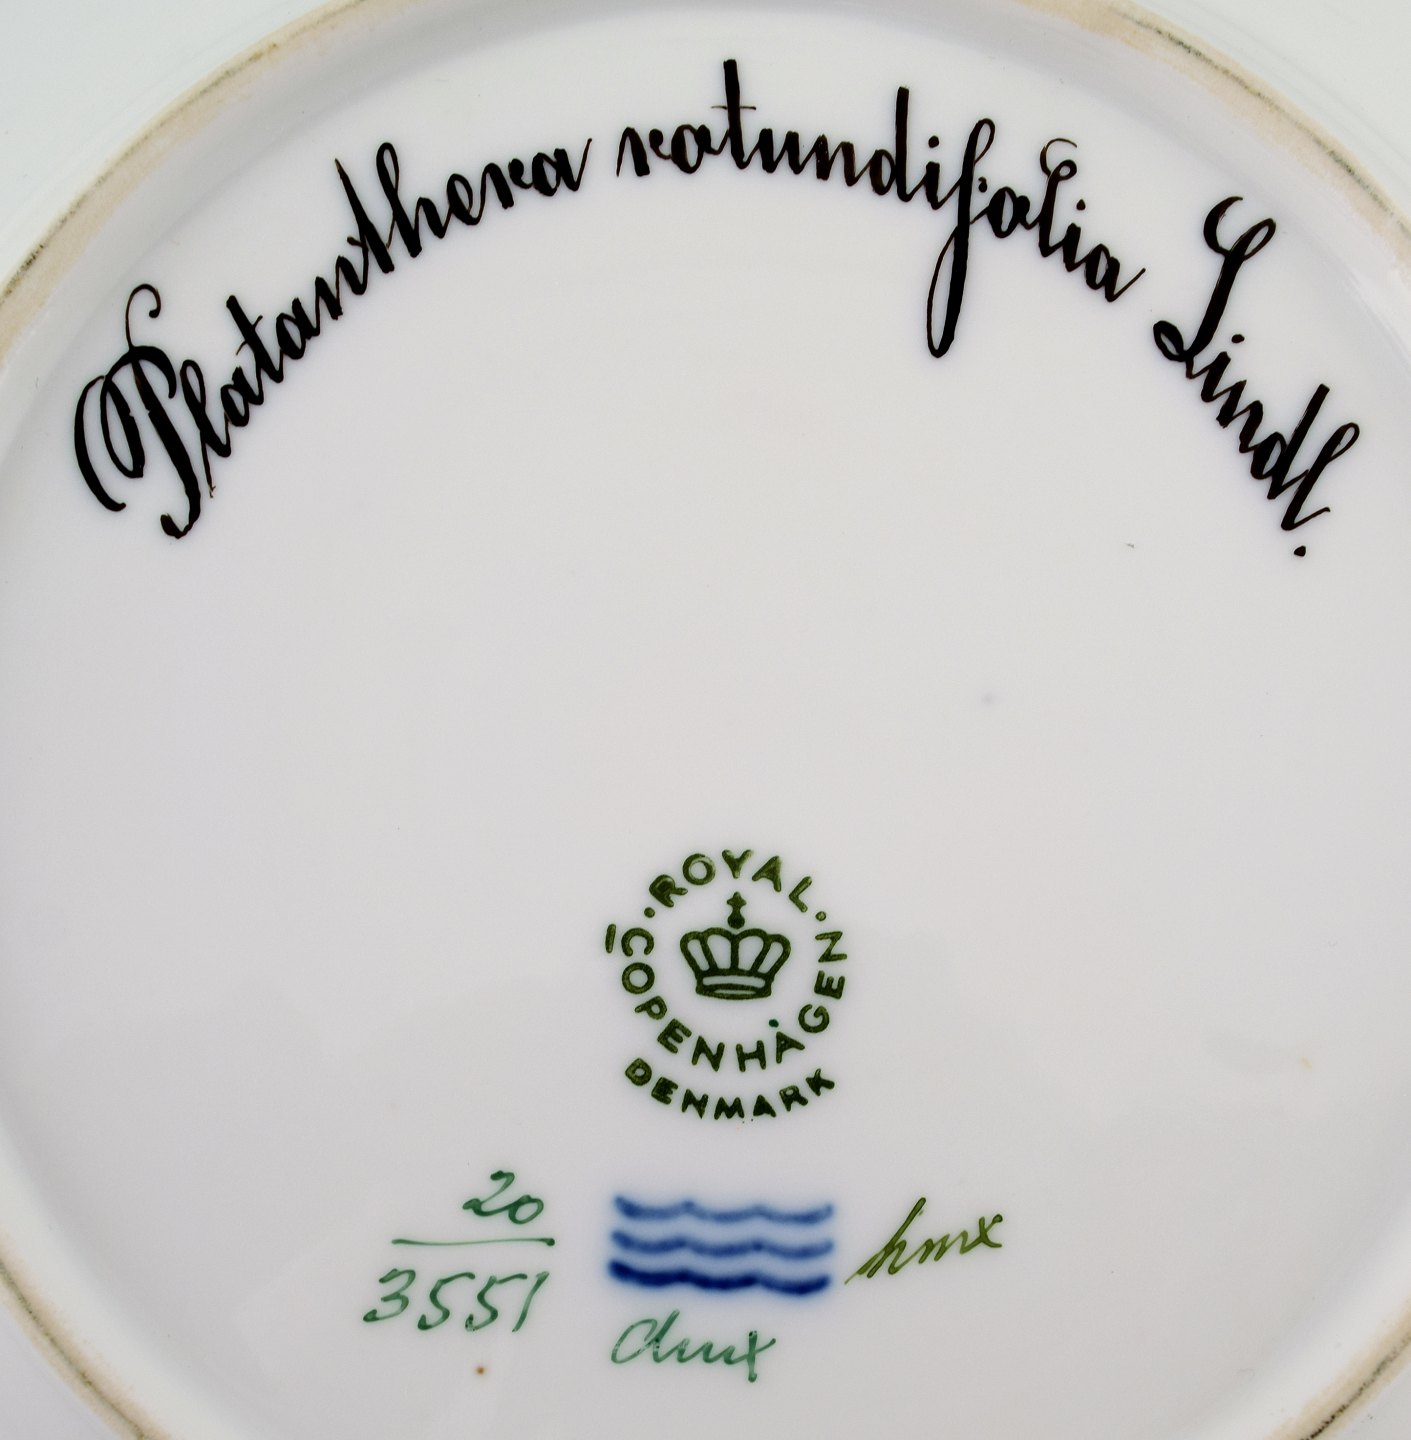 Platanthera rotundifolia Lindl.
ROYAL
COPENHAGEN
DENMARK
20
3551